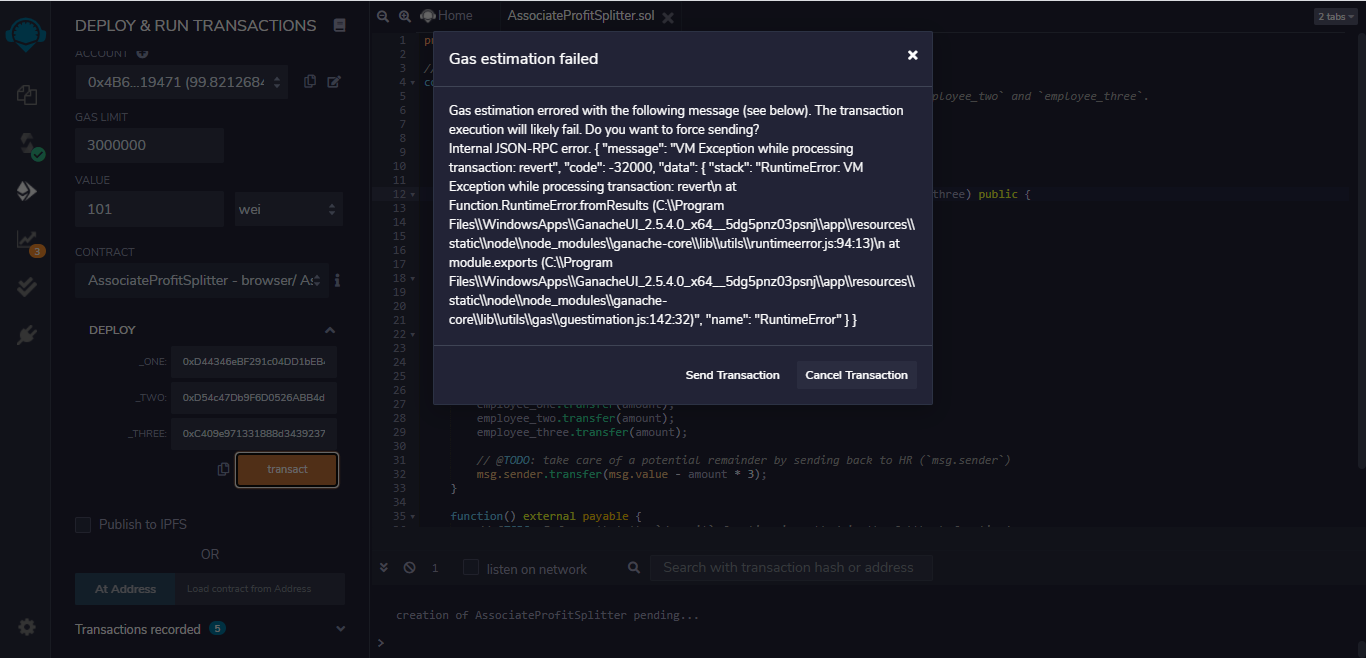 DEPLOY & RUN TRANSACTIONS
ACCOUNT
0x4B6...19471 (99.8212684
GAS LIMIT
3000000
VALUE
101
wei
CONTRACT
AssociateProfitSplitter - browser/ As
DEPLOY
_ONE:
0xD44346eBF291c04DD1bEB4
_TWO:
0xD54c47Db9F6D0526ABB4d
_THREE:
0xC409e971331888d3439237
transact
Publish to IPFS
OR
At Address
Load contract from Address
Transactions recorded 5
3
Home
AssociateProfitSplitter.sol
2 tabs
1
2
3
4
5
6
7
8
9
10
11
12
13
14
15
16
17
18
19
20
21
22
23
24
25
26
27
28
29
30
31
32
33
34
35
ployee_two` and `employee_three`.
three) public {
Gas estimation failed
Gas estimation errored with the following message (see below). The transaction
execution will likely fail. Do you want to force sending?
Internal JSON-RPC error. { "message": "VM Exception while processing
transaction: revert", "code": -32000, "data": { "stack": "RuntimeError: VM
Exception while processing transaction: revert\n at
Function.RuntimeError.fromResults (C:\\Program
Files\\WindowsApps\\GanacheUI_2.5.4.0_x64__5dg5pnz03psnj\\app\\resources\\
static\\node\\node_modules\\ganache-core\\lib\\utils\\runtimeerror.js:94:13)\n at
module.exports (C:\\Program
Files\\WindowsApps\\GanacheUI_2.5.4.0_x64__5dg5pnz03psnj\\app\\resources\\
static\\node\\node_modules\\ganache-
core\\lib\\utils\\gas\\guestimation.js:142:32)", "name": "RuntimeError" } }
Send Transaction
Cancel Transaction
employee_one.transfer(amount);
employee_two.transfer(amount);
employee_three.transfer(amount);
// @TODO: take care of a potential remainder by sending back to HR (`msg.sender`)
msg.sender.transfer(msg.value - amount * 3);
}
function() external payable {
1
listen on network
Search with transaction hash or address
creation of AssociateProfitSplitter pending...
>